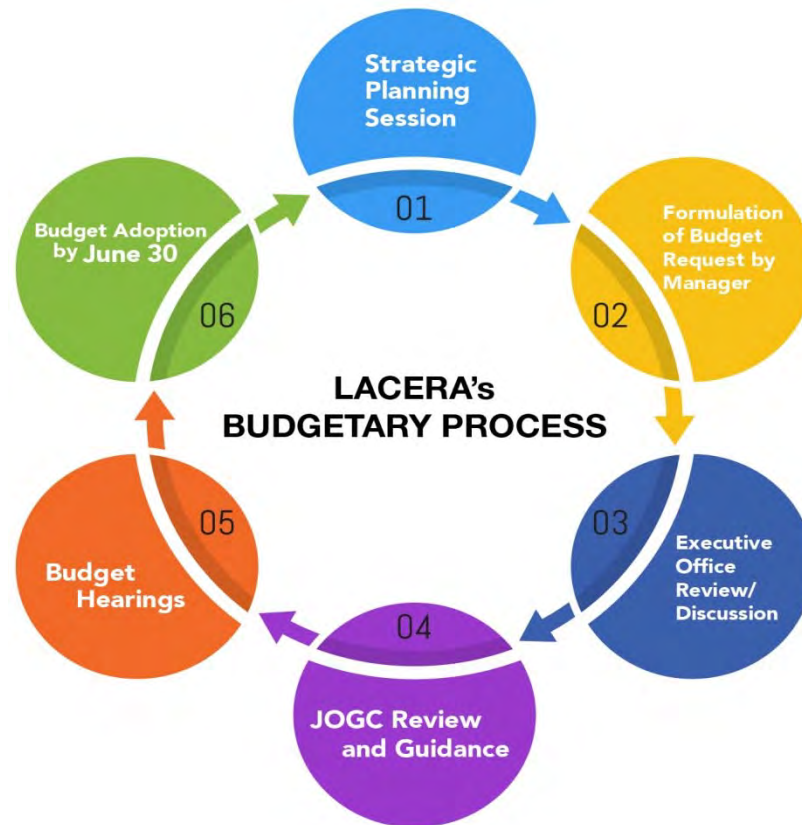 Strategic
Planning
Session
01
Formulation
of Budget
Request by
Manager
02
03
Executive
Office
Review/
Discussion
04
JOGC Review
and Guidance
05
Budget
Hearings
Budget Adoption
by June 30
06
LACERA's
BUDGETARY PROCESS